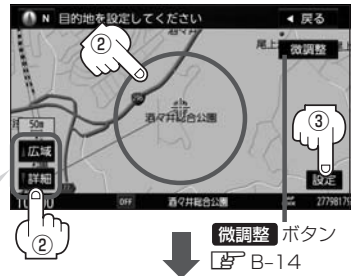 N 目的地を設定してください
戻る
②
微調整
50m
酒々井総合公園
③
広域
詳細
設定
OFF 酒々井総合公園
②
微調整 ボタン
B-14